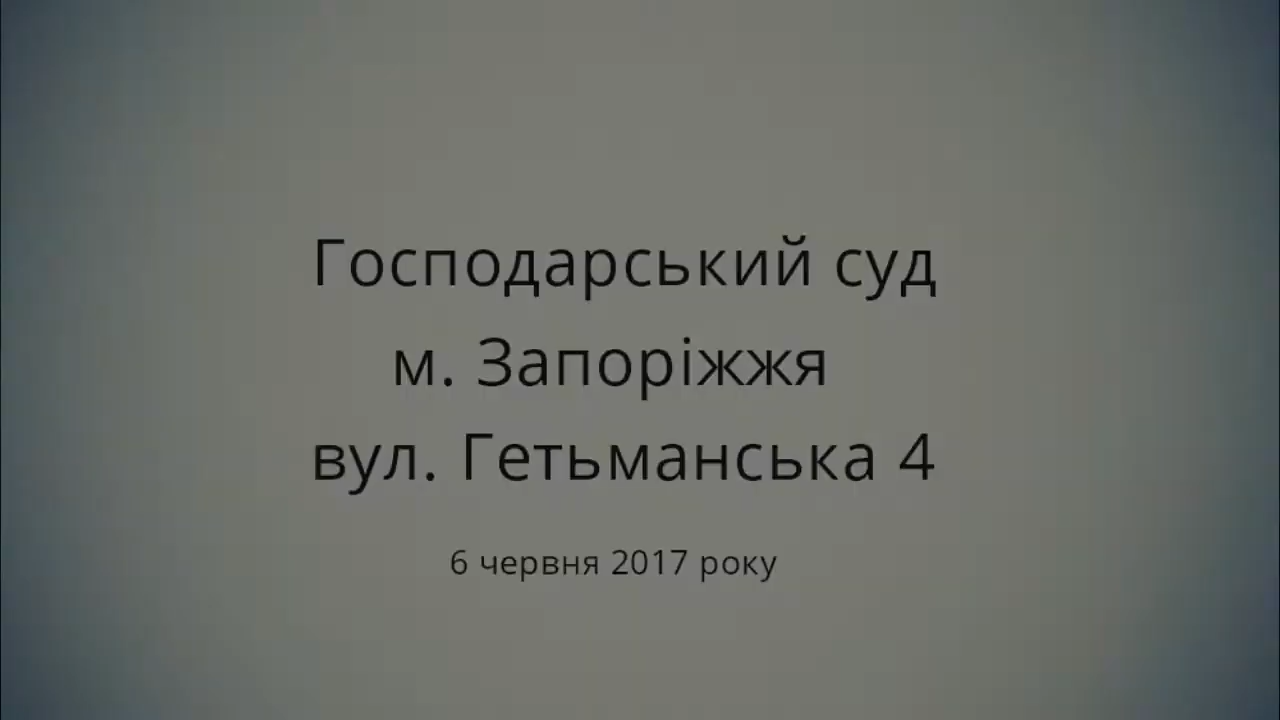 Господарський суд
м. Запоріжжя
вул. Гетьманська 4
6 червня 2017 року